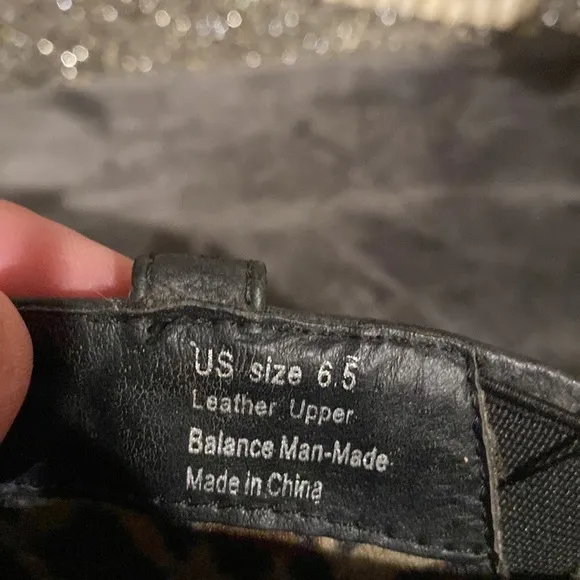 US size 6.5
Leather Upper
Balance Man-Made
Made in China